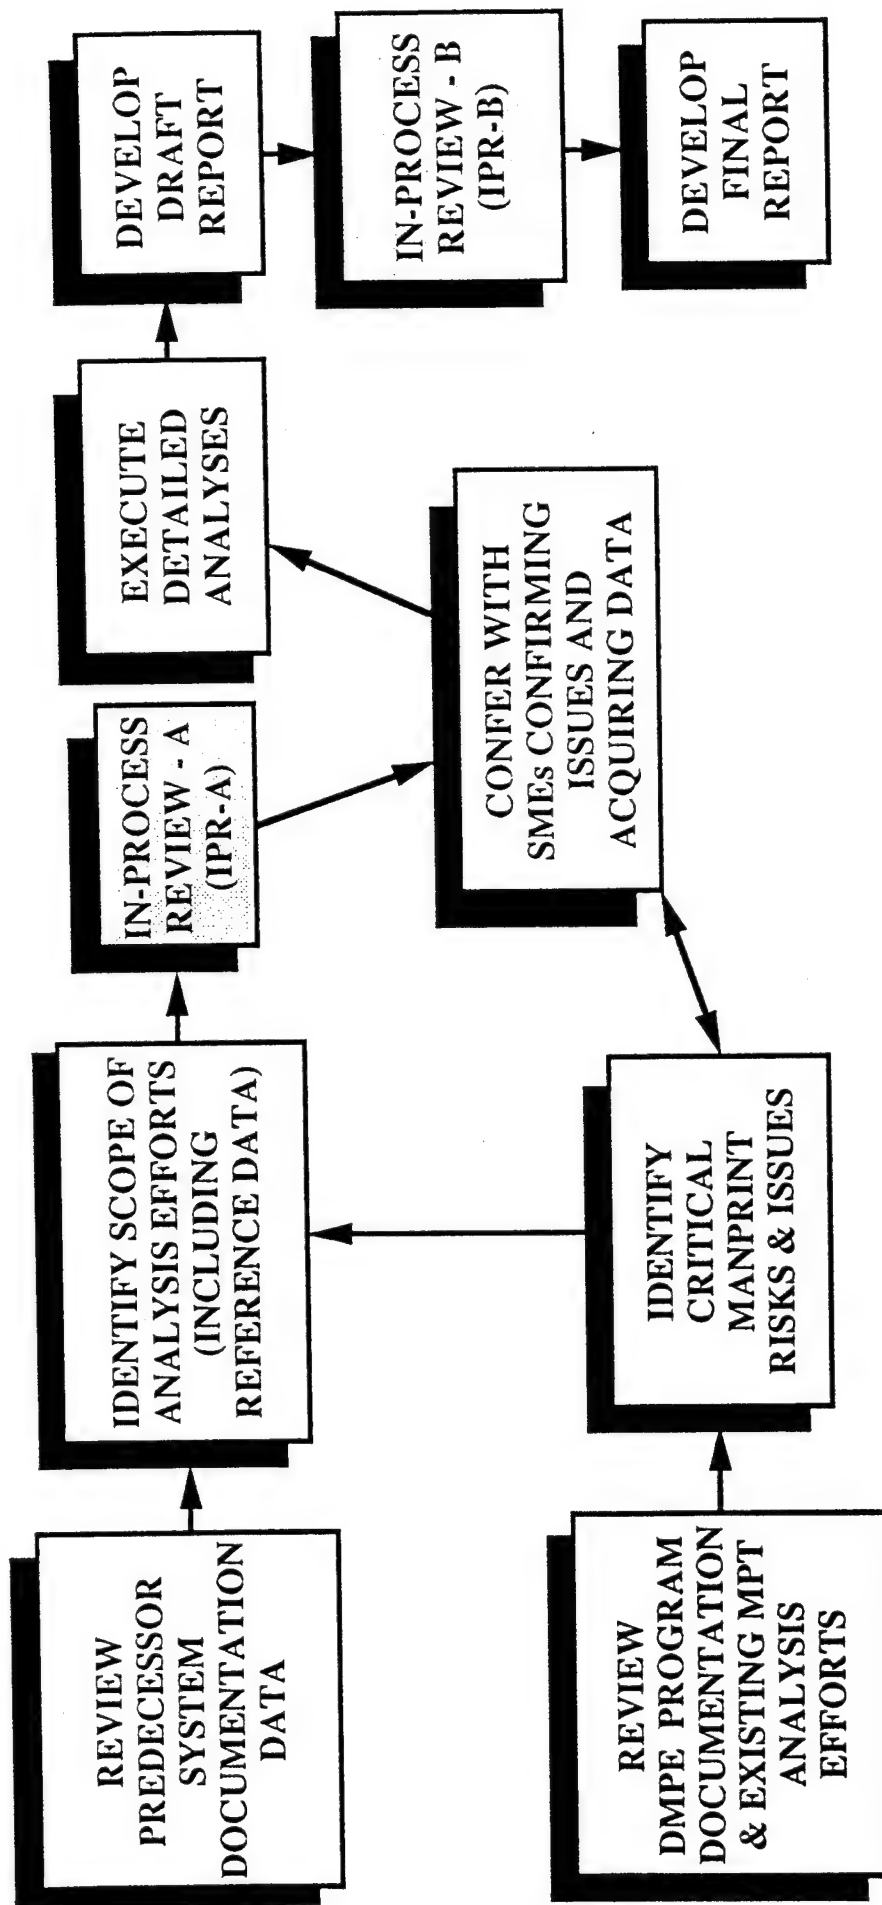 REVIEW
PREDECESSOR
SYSTEM
DOCUMENTATION
DATA
IDENTIFY SCOPE OF
ANALYSIS EFFORTS
(INCLUDING
REFERENCE DATA)
IN-PROCESS
REVIEW - A
(IPR-A)
EXECUTE
DETAILED
ANALYSES
DEVELOP
DRAFT
REPORT
IN-PROCESS
REVIEW - B
(IPR-B)
DEVELOP
FINAL
REPORT
CONFER WITH
SMEs CONFIRMING
ISSUES AND
ACQUIRING DATA
REVIEW
DMPE PROGRAM
DOCUMENTATION
& EXISTING MPT
ANALYSIS
EFFORTS
IDENTIFY
CRITICAL
MANPRINT
RISKS & ISSUES